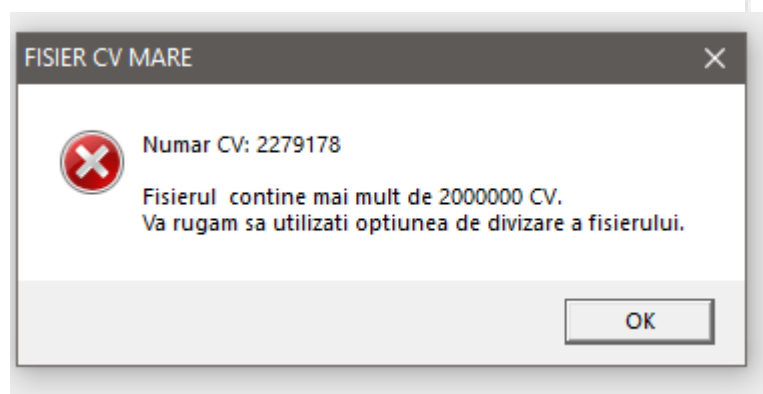 FISIER CV MARE
Numar CV: 2279178
Fisierul  contine mai mult de 2000000 CV.
Va rugam sa utilizati optiunea de divizare a fisierului.
OK